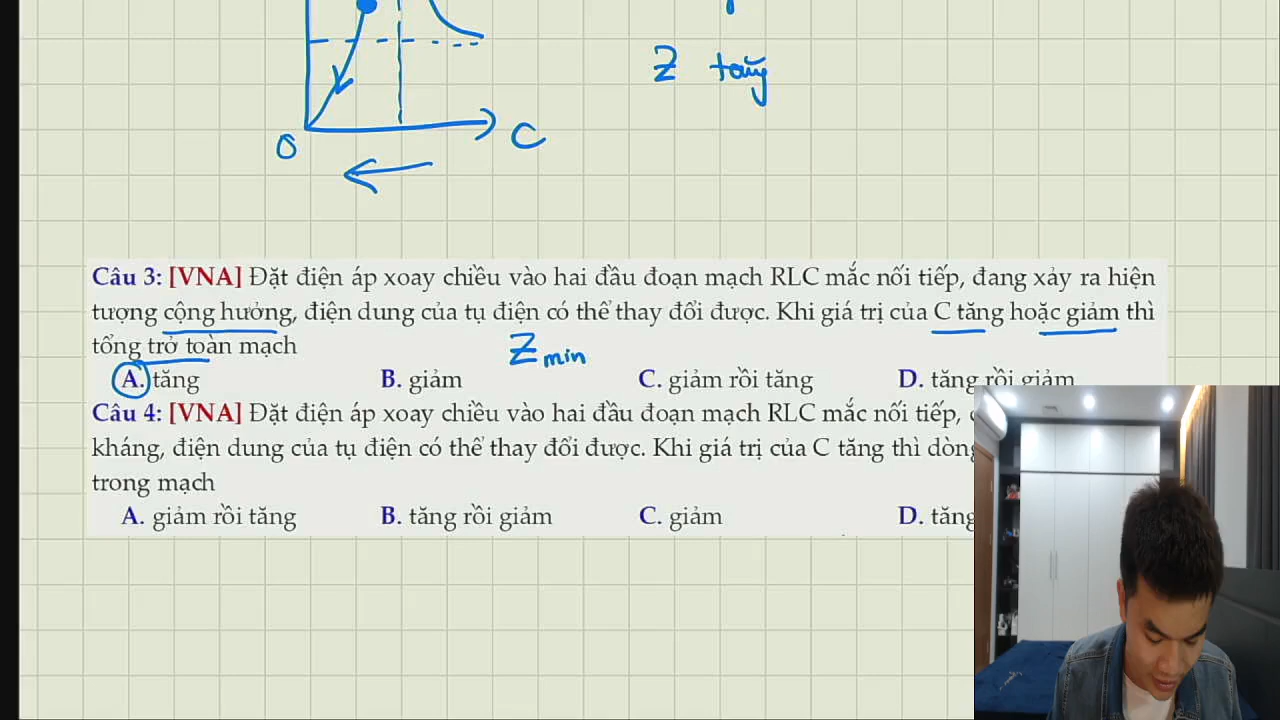 Z tăng
O
C
Câu 3: [VNA] Đặt điện áp xoay chiều vào hai đầu đoạn mạch RLC mắc nối tiếp, đang xảy ra hiện
tượng cộng hưởng, điện dung của tụ điện có thể thay đổi được. Khi giá trị của C tăng hoặc giảm thì
tổng trở toàn mạch
Z min
A. tăng B. giảm C. giảm rồi tăng D. tăng rồi giảm
Câu 4: [VNA] Đặt điện áp xoay chiều vào hai đầu đoạn mạch RLC mắc nối tiếp,
kháng, điện dung của tụ điện có thể thay đổi được. Khi giá trị của C tăng thì dòng
trong mạch
A. giảm rồi tăng B. tăng rồi giảm C. giảm D. tăng